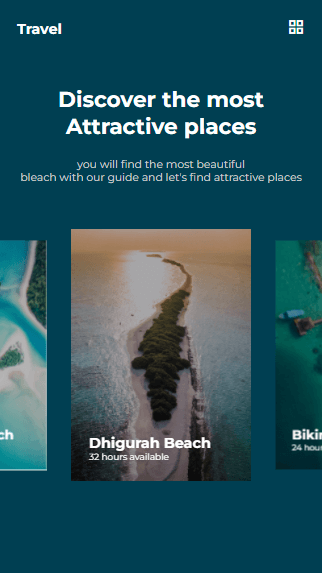 Travel
Discover the most
Attractive places
you will find the most beautiful
bleach with our guide and let's find attractive places
ch
Dhigurah Beach
32 hours available
Bikin
24 hour